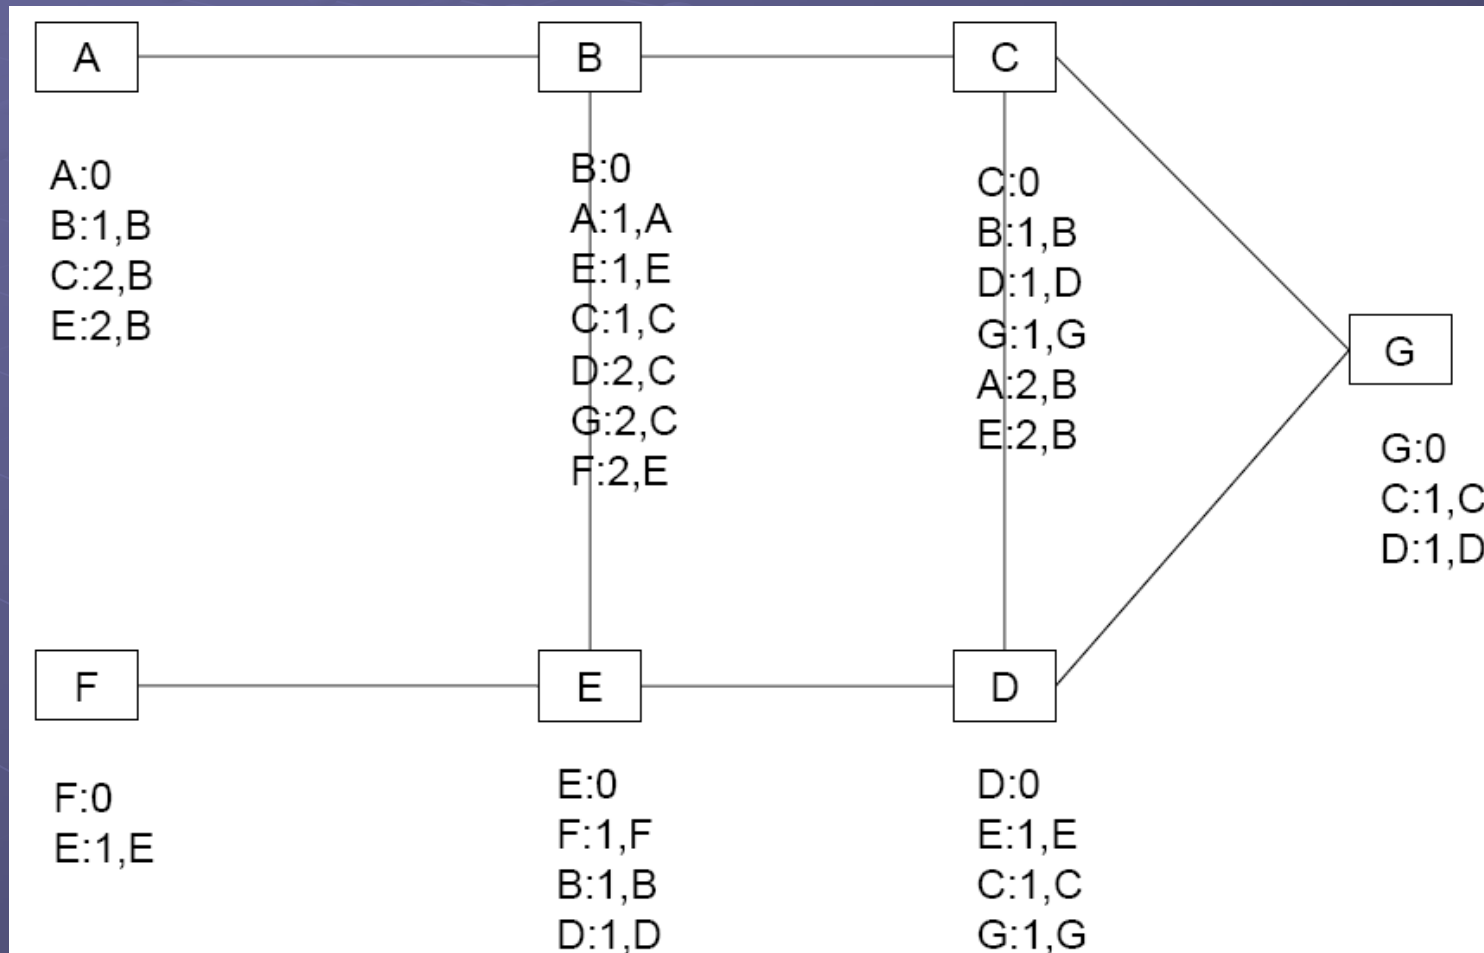 A
B
C
A:0
B:1,B
C:2,B
E:2,B
B:0
A:1,A
E:1,E
C:1,C
D:2,C
G:2,C
F:2,E
C:0
B:1,B
D:1,D
G:1,G
A:2,B
E:2,B
G
G:0
C:1,C
D:1,D
F
E
D
F:0
E:1,E
E:0
F:1,F
B:1,B
D:1,D
D:0
E:1,E
C:1,C
G:1,G